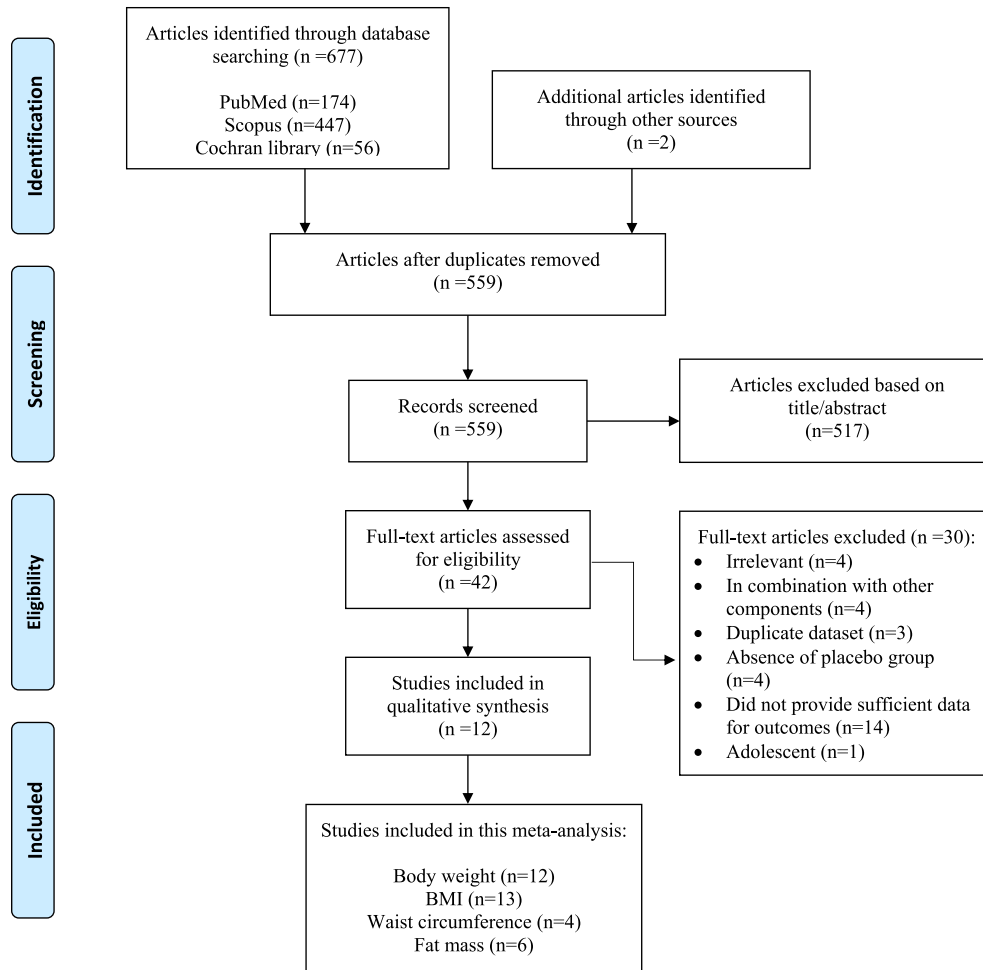 Identification
Articles identified through database
searching (n =677)
PubMed (n=174)
Scopus (n=447)
Cochran library (n=56)
Additional articles identified
through other sources
(n =2)
Screening
Articles after duplicates removed
(n =559)
Records screened
(n =559)
Articles excluded based on
title/abstract
(n=517)
Eligibility
Full-text articles assessed
for eligibility
(n =42)
Full-text articles excluded (n =30):
• Irrelevant (n=4)
• In combination with other
components (n=4)
• Duplicate dataset (n=3)
• Absence of placebo group
(n=4)
• Did not provide sufficient data
for outcomes (n=14)
• Adolescent (n=1)
Studies included in
qualitative synthesis
(n =12)
Included
Studies included in this meta-analysis:
Body weight (n=12)
BMI (n=13)
Waist circumference (n=4)
Fat mass (n=6)